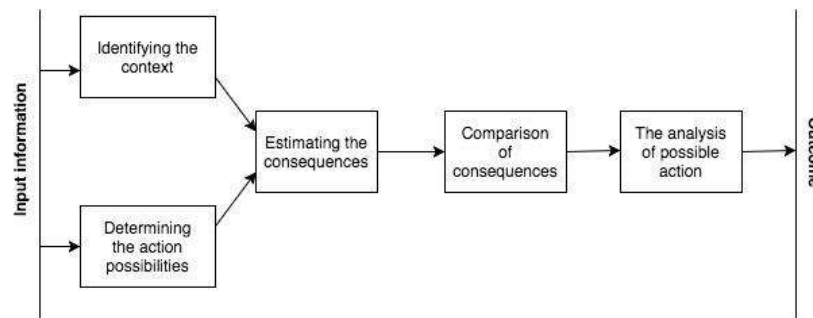 Input information
Identifying the
context
Determining
the action
possibilities
Estimating the
consequences
Comparison
of
consequences
The analysis
of possible
action